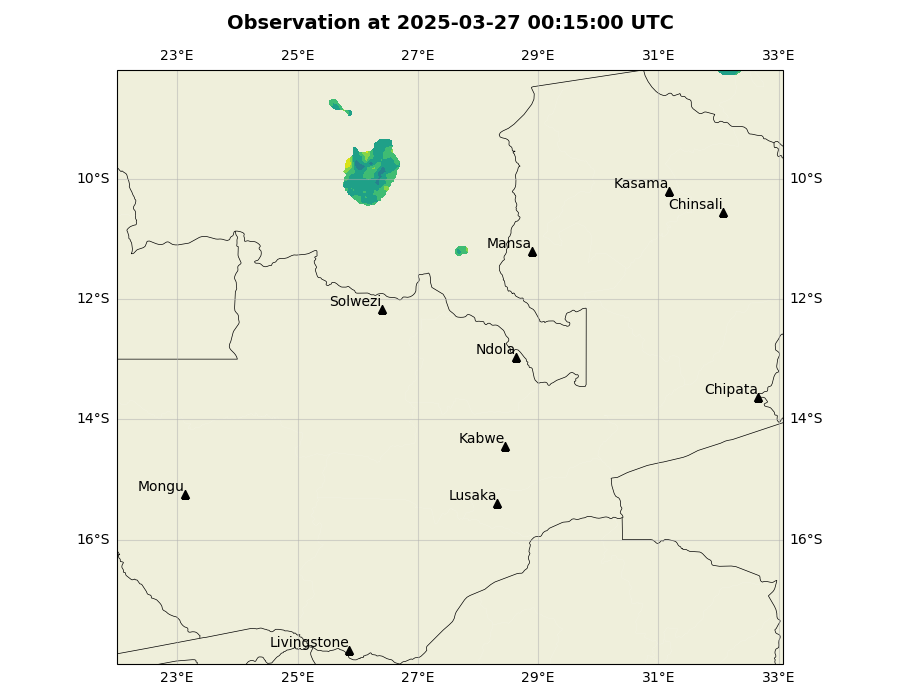 Observation at 2025-03-27 00:15:00 UTC
23°E 25°E 27°E 29°E 31°E 33°E
10°S 10°S
Kasama
Chinsali
Mansa
12°S 12°S
Solwezi
Ndola
Chipata
14°S 14°S
Kabwe
Mongu
Lusaka
16°S 16°S
Livingstone
23°E 25°E 27°E 29°E 31°E 33°E